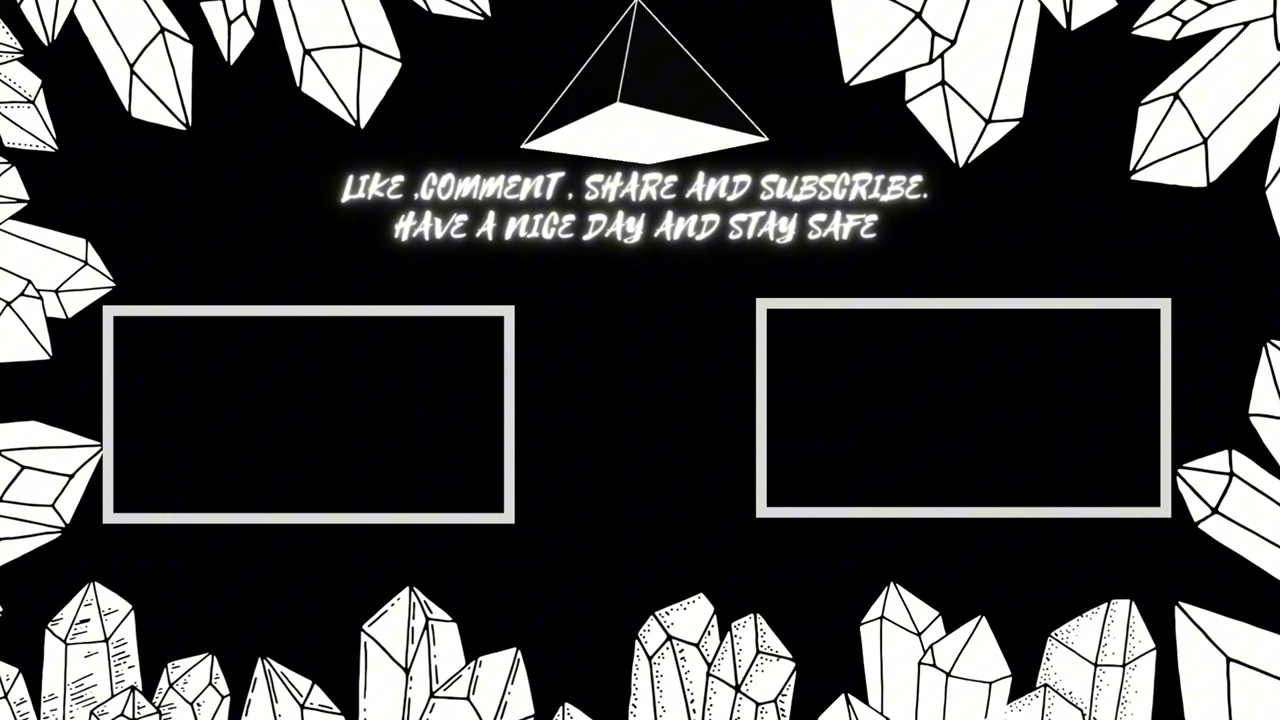 LIKE ,COMMENT , SHARE AND SUBSCRIBE.
HAVE A NICE DAY AND STAY SAFE